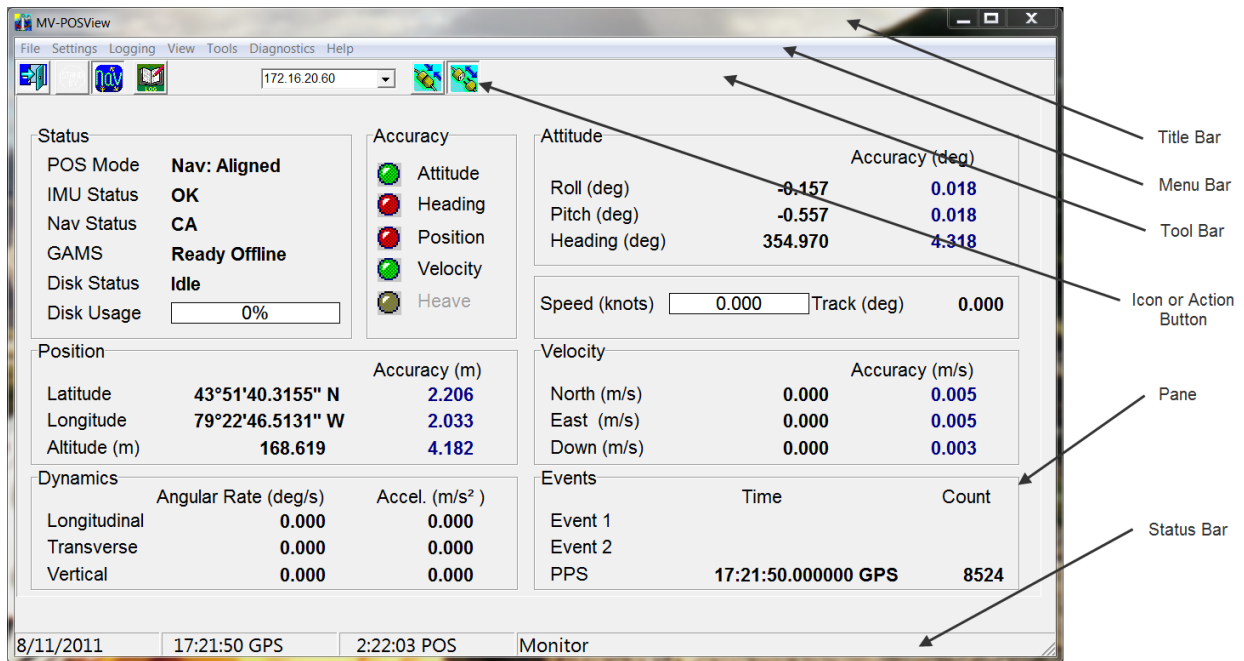 MV-POSView
File Settings Logging View Tools Diagnostics Help
nav LOG 172.16.20.60
Title Bar
Menu Bar
Tool Bar
Icon or Action
Button
Pane
Status Bar
Status
POS Mode Nav: Aligned
IMU Status OK
Nav Status CA
GAMS Ready Offline
Disk Status Idle
Disk Usage 0%
Accuracy
Attitude
Heading
Position
Velocity
Heave
Attitude
Accuracy (deg)
Roll (deg) -0.157 0.018
Pitch (deg) -0.557 0.018
Heading (deg) 354.970 4.318
Speed (knots) 0.000 Track (deg) 0.000
Position
Accuracy (m)
Latitude 43°51'40.3155" N 2.206
Longitude 79°22'46.5131" W 2.033
Altitude (m) 168.619 4.182
Velocity
Accuracy (m/s)
North (m/s) 0.000 0.005
East (m/s) 0.000 0.005
Down (m/s) 0.000 0.003
Dynamics
Angular Rate (deg/s) Accel. (m/s²)
Longitudinal 0.000 0.000
Transverse 0.000 0.000
Vertical 0.000 0.000
Events
Time Count
Event 1
Event 2
PPS 17:21:50.000000 GPS 8524
8/11/2011 17:21:50 GPS 2:22:03 POS Monitor